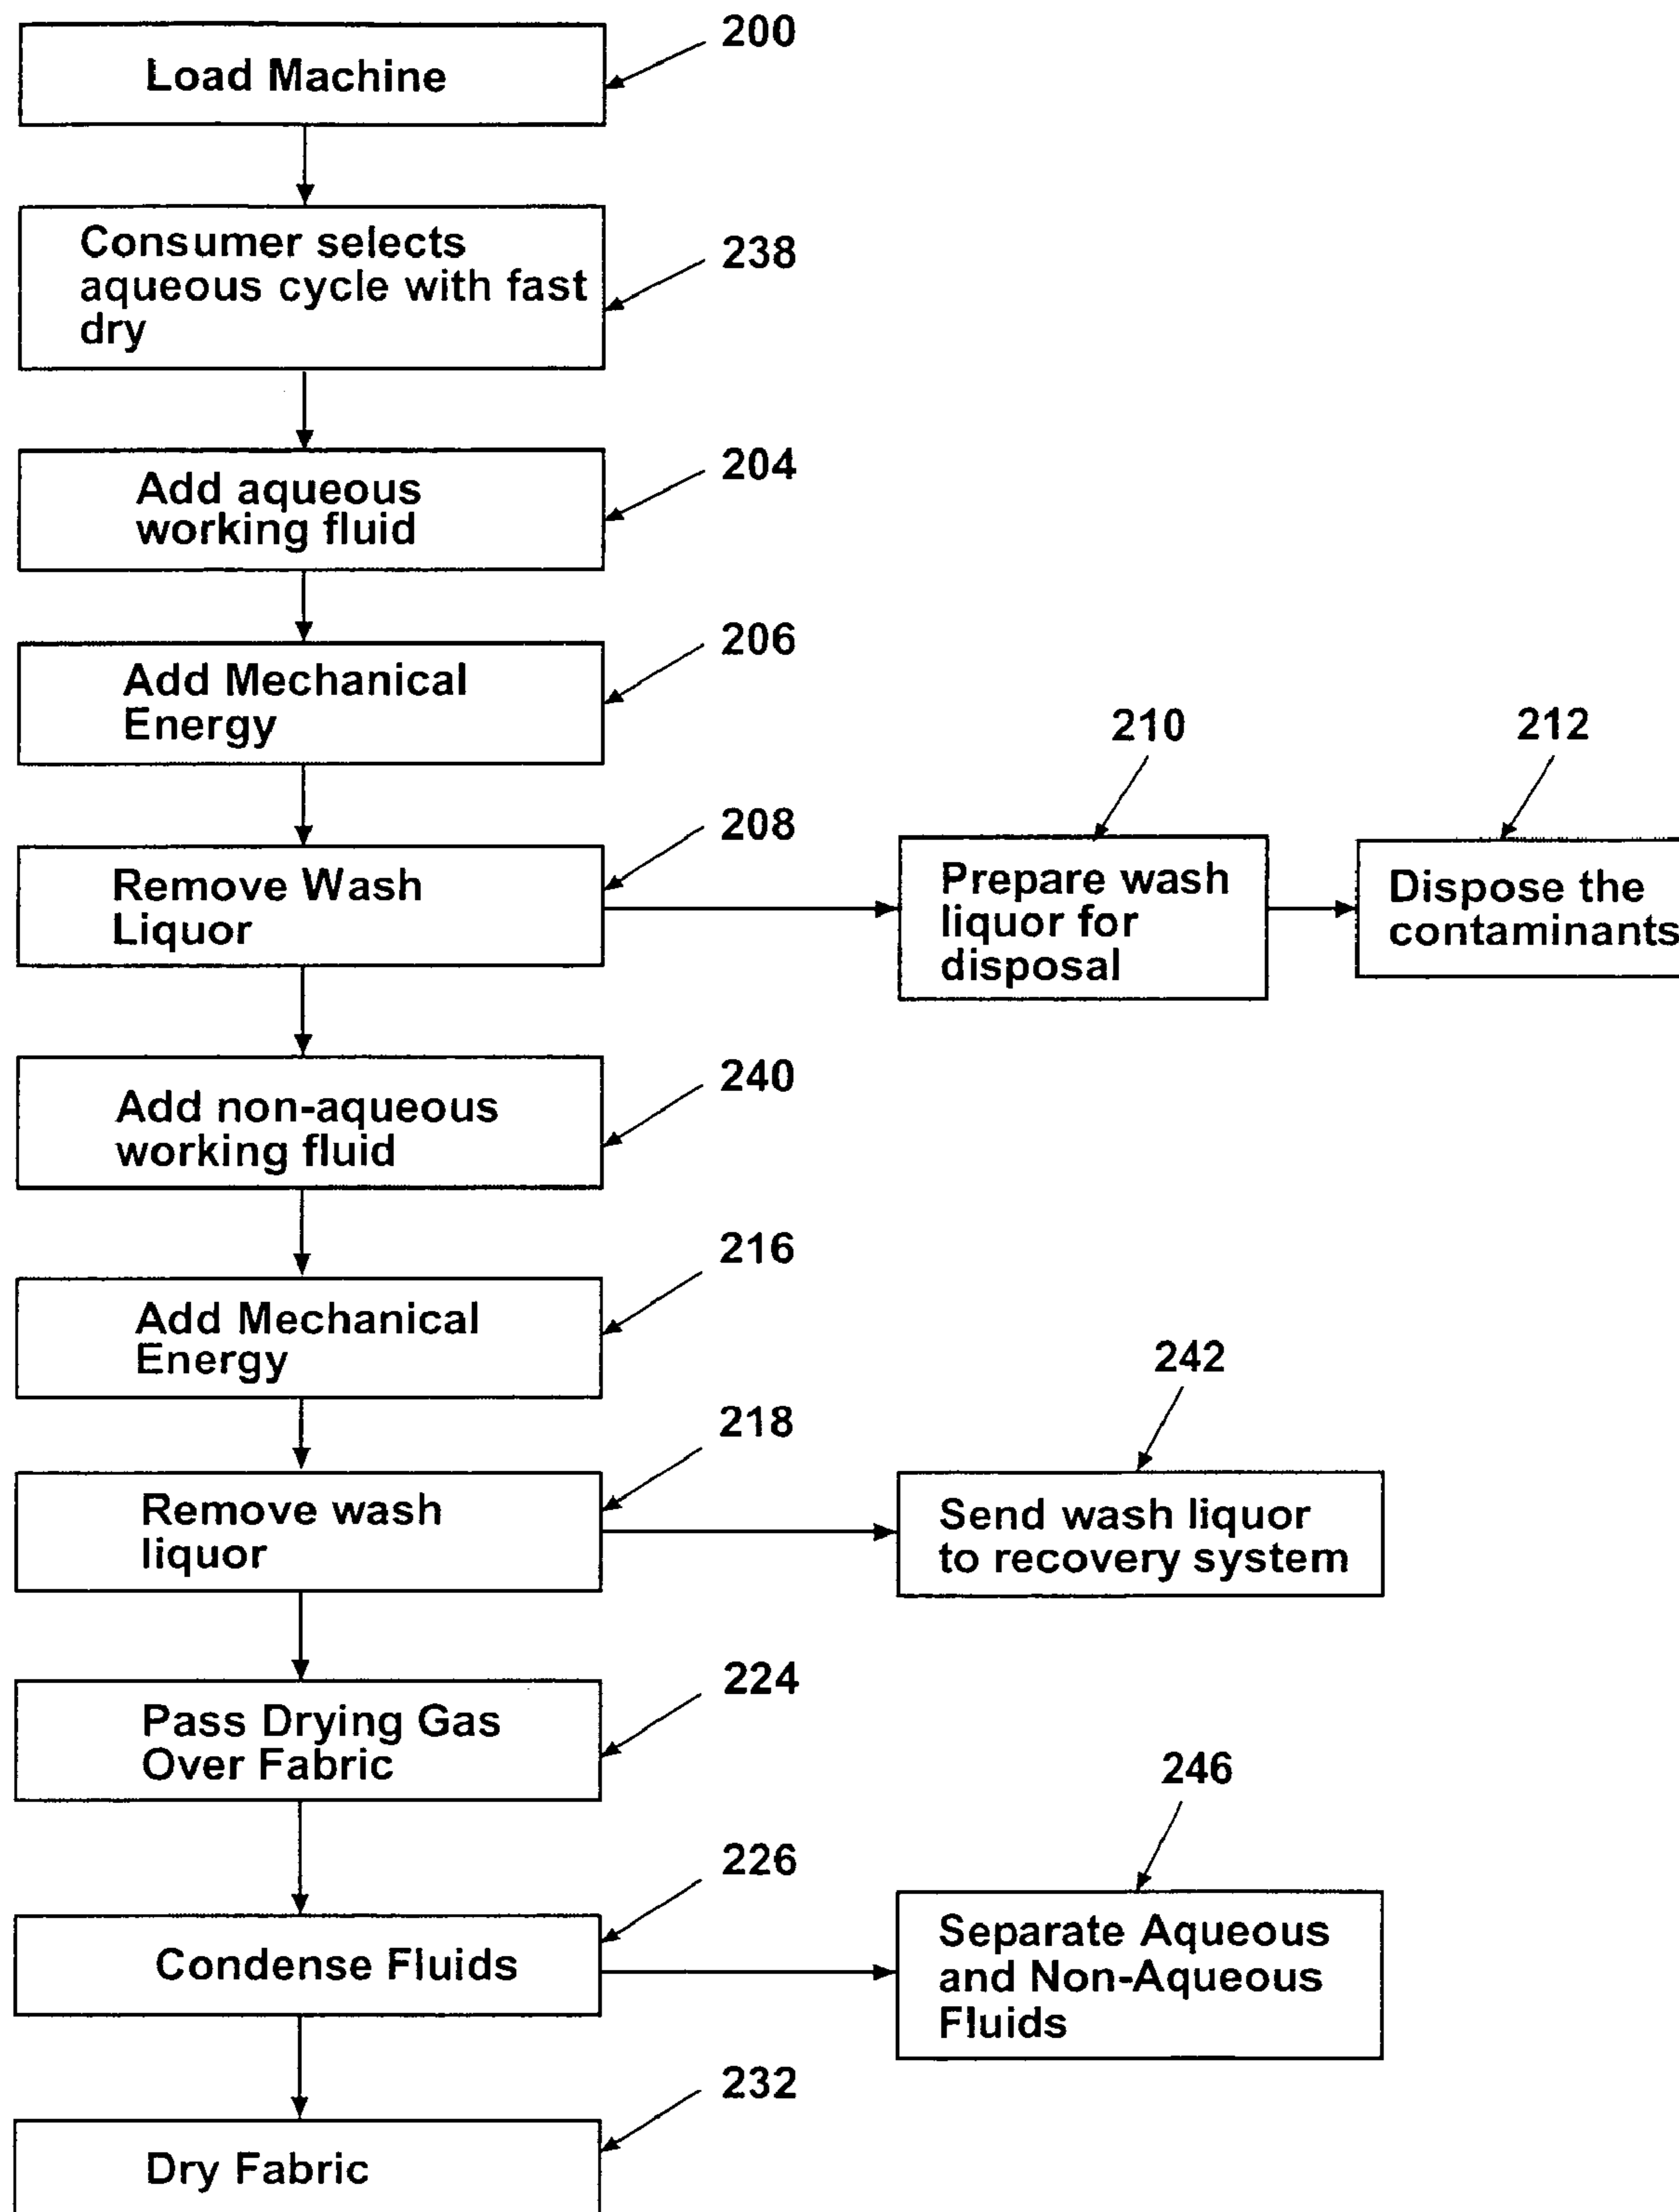 200
Load Machine
238
Consumer selects
aqueous cycle with fast
dry
204
Add aqueous
working fluid
206
Add Mechanical
Energy
208
Remove Wash
Liquor
210
Prepare wash
liquor for
disposal
212
Dispose the
contaminants
240
Add non-aqueous
working fluid
216
Add Mechanical
Energy
218
Remove wash
liquor
242
Send wash liquor
to recovery system
224
Pass Drying Gas
Over Fabric
226
Condense Fluids
246
Separate Aqueous
and Non-Aqueous
Fluids
232
Dry Fabric